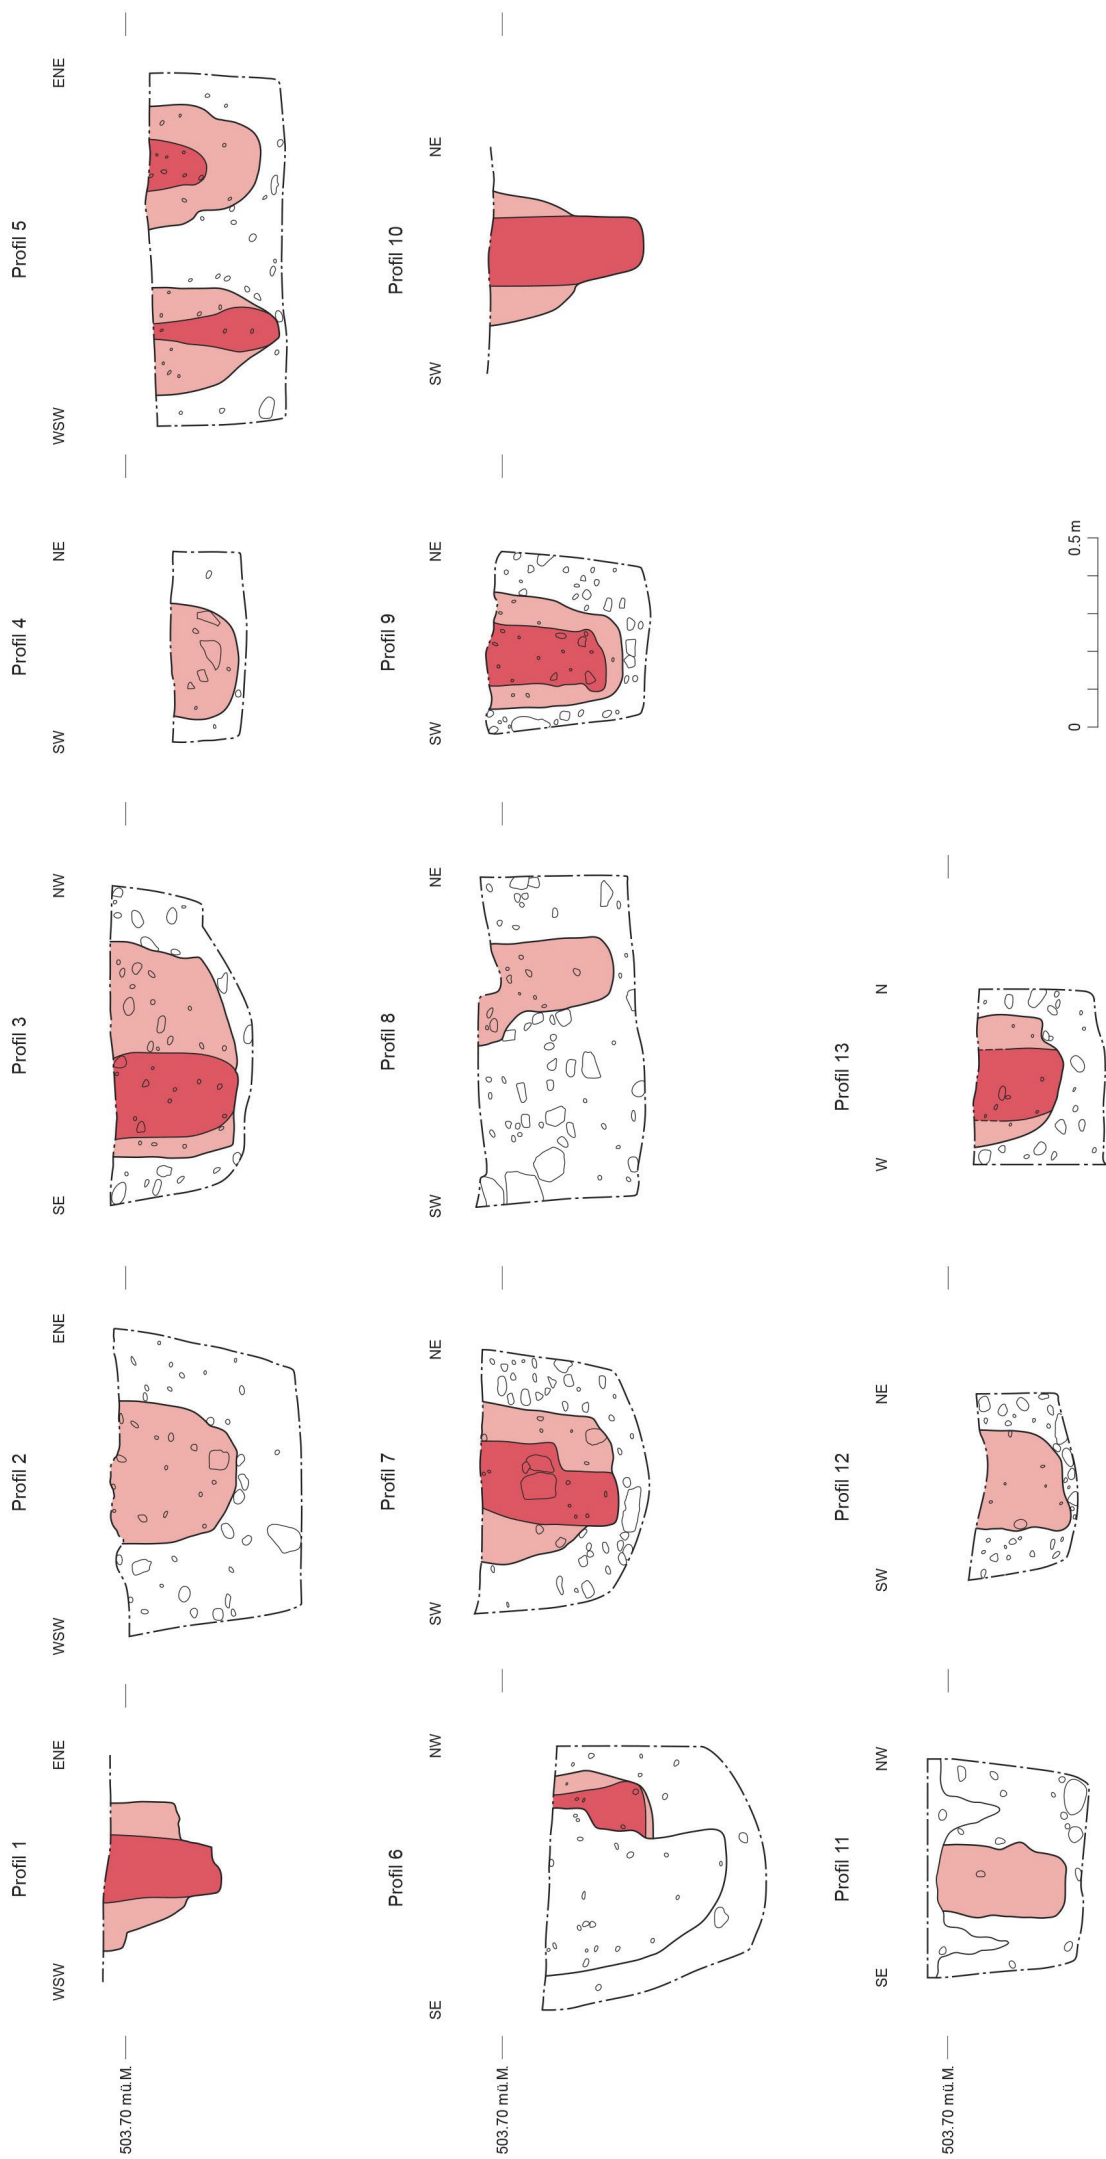 Profil 1
WSW ENE
Profil 2
WSW ENE
Profil 3
SE NW
Profil 4
SW NE
Profil 5
WSW ENE
503.70 mü.M.
Profil 6
SE NW
Profil 7
SW NE
Profil 8
SW NE
Profil 9
SW NE
Profil 10
SW NE
503.70 mü.M.
Profil 11
SE NW
Profil 12
SW NE
Profil 13
W N
503.70 mü.M.
0 0.5 m